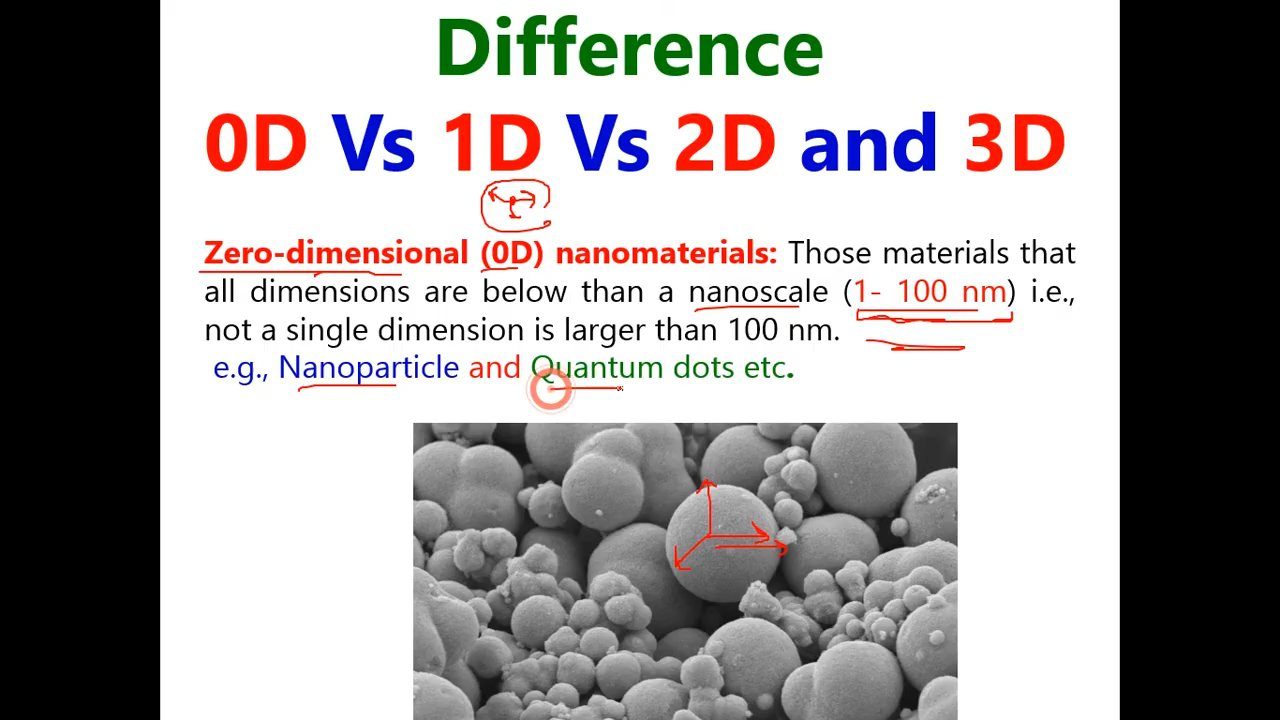 Difference
0D Vs 1D Vs 2D and 3D
Zero-dimensional (0D) nanomaterials: Those materials that
all dimensions are below than a nanoscale (1- 100 nm) i.e.,
not a single dimension is larger than 100 nm.
e.g., Nanoparticle and Quantum dots etc.